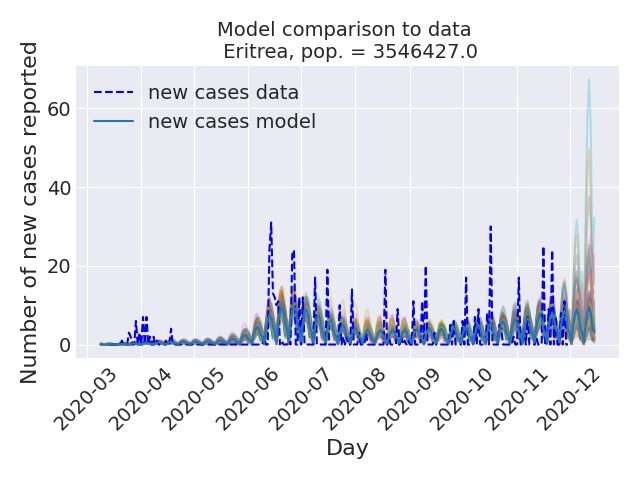 Model comparison to data
Eritrea, pop. = 3546427.0
Number of new cases reported
60
40
20
0
new cases data
new cases model
2020-03
2020-04
2020-05
2020-06
2020-07
2020-08
2020-09
2020-10
2020-11
2020-12
Day